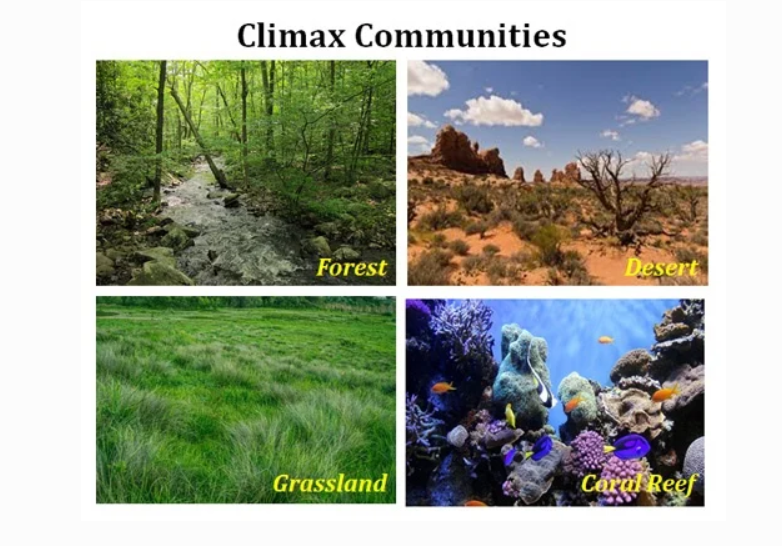 Climax Communities
Forest
Desert
Grassland
Coral Reef